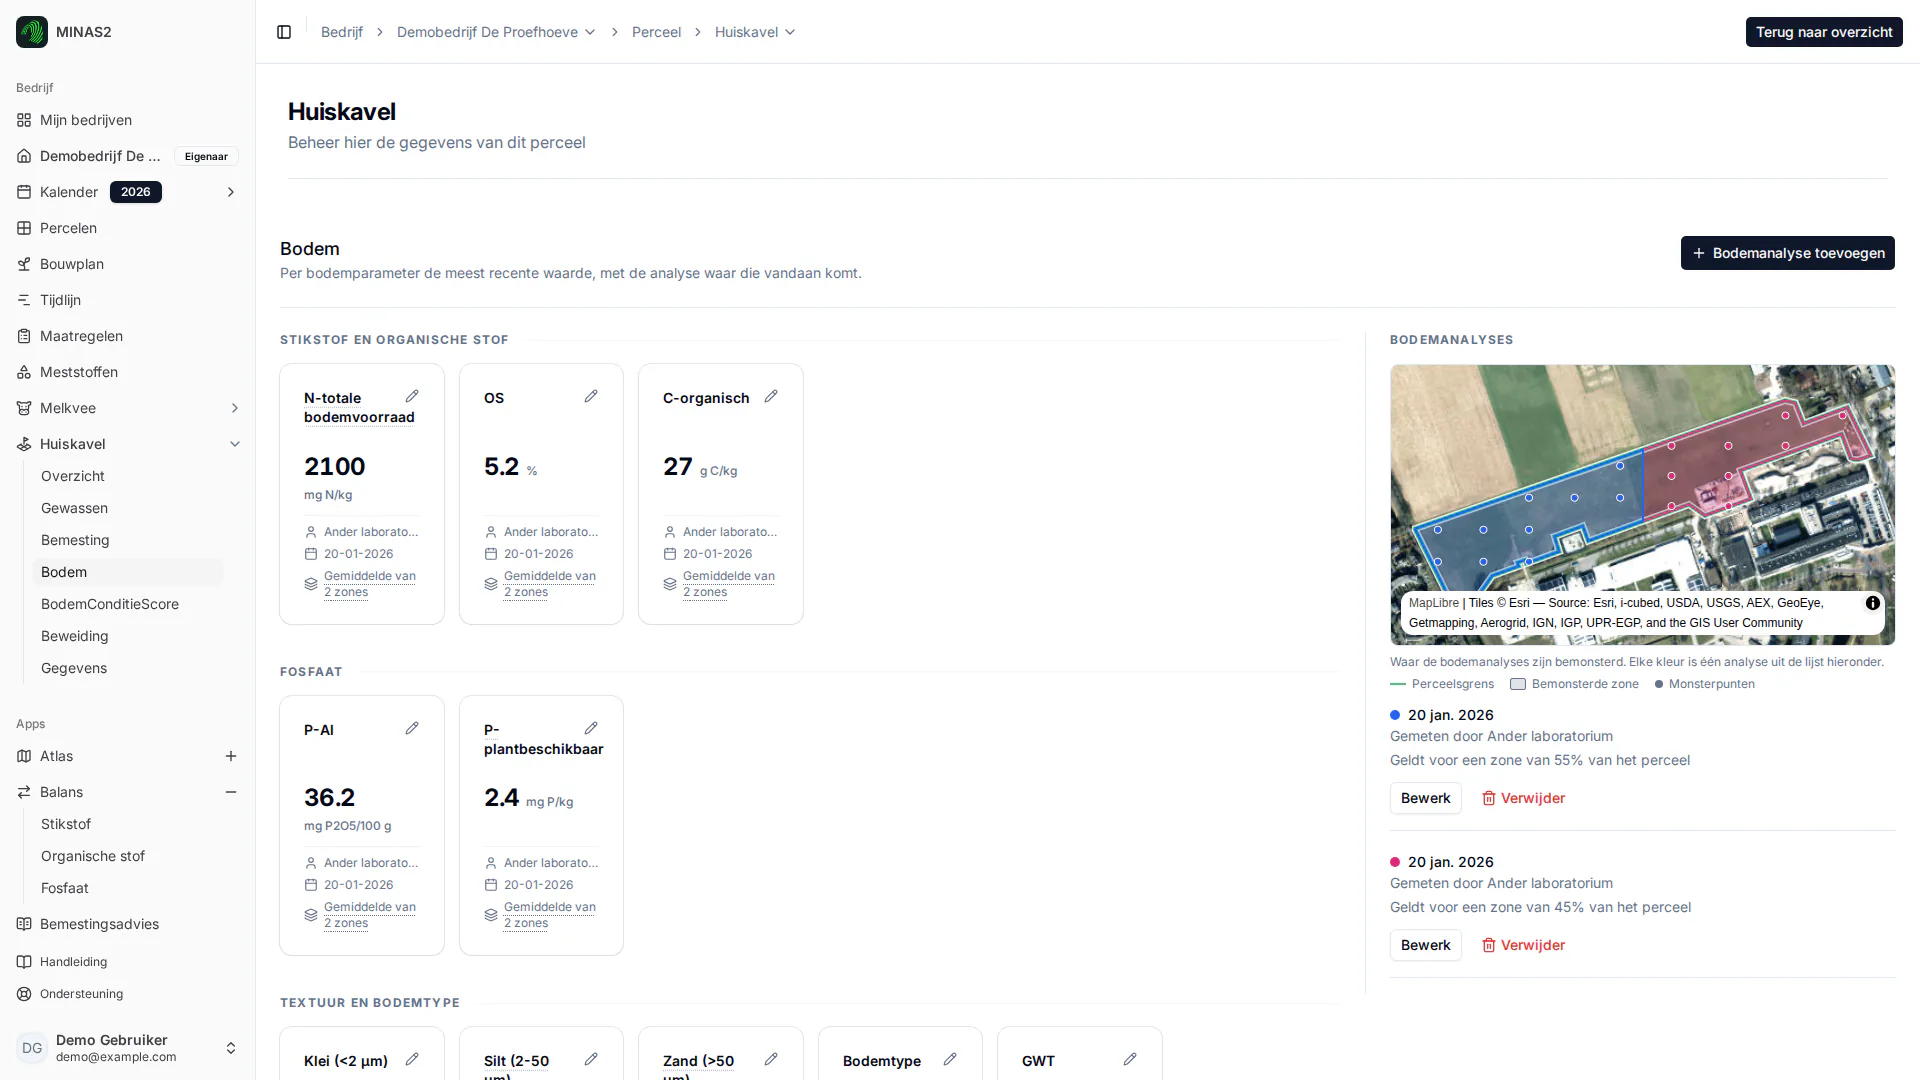 MINAS2
Bedrijf
Mijn bedrijven
Demobedrijf De ... Eigenaar
Kalender 2026
Percelen
Bouwplan
Tijdlijn
Maatregelen
Meststoffen
Melkvee
Huiskavel
Overzicht
Gewassen
Bemesting
Bodem
BodemConditieScore
Beweiding
Gegevens
Apps
Atlas
Balans
Stikstof
Organische stof
Fosfaat
Bemestingsadvies
Handleiding
Ondersteuning
DG
Demo Gebruiker
demo@example.com
Bedrijf > Demobedrijf De Proefhoeve > Perceel > Huiskavel
Terug naar overzicht
Huiskavel
Beheer hier de gegevens van dit perceel
Bodem
Per bodemparameter de meest recente waarde, met de analyse waar die vandaan komt.
+ Bodemanalyse toevoegen
STIKSTOF EN ORGANISCHE STOF
N-totale
bodemvoorraad
2100
mg N/kg
Ander laborato...
20-01-2026
Gemiddelde van
2 zones
OS
5.2 %
Ander laborato...
20-01-2026
Gemiddelde van
2 zones
C-organisch
27 g C/kg
Ander laborato...
20-01-2026
Gemiddelde van
2 zones
FOSFAAT
P-Al
36.2
mg P2O5/100 g
Ander laborato...
20-01-2026
Gemiddelde van
2 zones
P-
plantbeschikbaar
2.4 mg P/kg
Ander laborato...
20-01-2026
Gemiddelde van
2 zones
TEXTUUR EN BODEMTYPE
Klei (<2 µm)
Silt (2-50
µm)
Zand (>50
µm)
Bodemtype
GWT
BODEMANALYSES
MapLibre | Tiles © Esri — Source: Esri, i-cubed, USDA, USGS, AEX, GeoEye,
Getmapping, Aerogrid, IGN, IGP, UPR-EGP, and the GIS User Community
Waar de bodemanalyses zijn bemonsterd. Elke kleur is één analyse uit de lijst hieronder.
Perceelsgrens Bemonsterde zone Monsterpunten
20 jan. 2026
Gemeten door Ander laboratorium
Geldt voor een zone van 55% van het perceel
Bewerk Verwijder
20 jan. 2026
Gemeten door Ander laboratorium
Geldt voor een zone van 45% van het perceel
Bewerk Verwijder